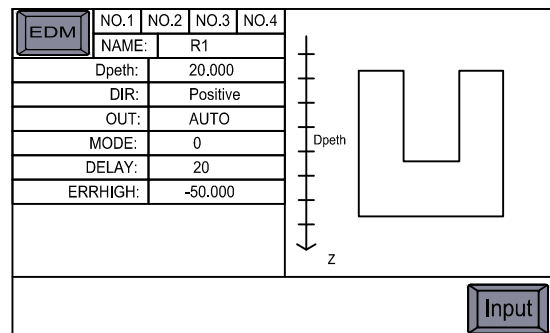 EDM
NO.1 NO.2 NO.3 NO.4
NAME: R1
Dpeth: 20.000
DIR: Positive
OUT: AUTO
MODE: 0
DELAY: 20
ERRHIGH: -50.000
Dpeth
Z
Input